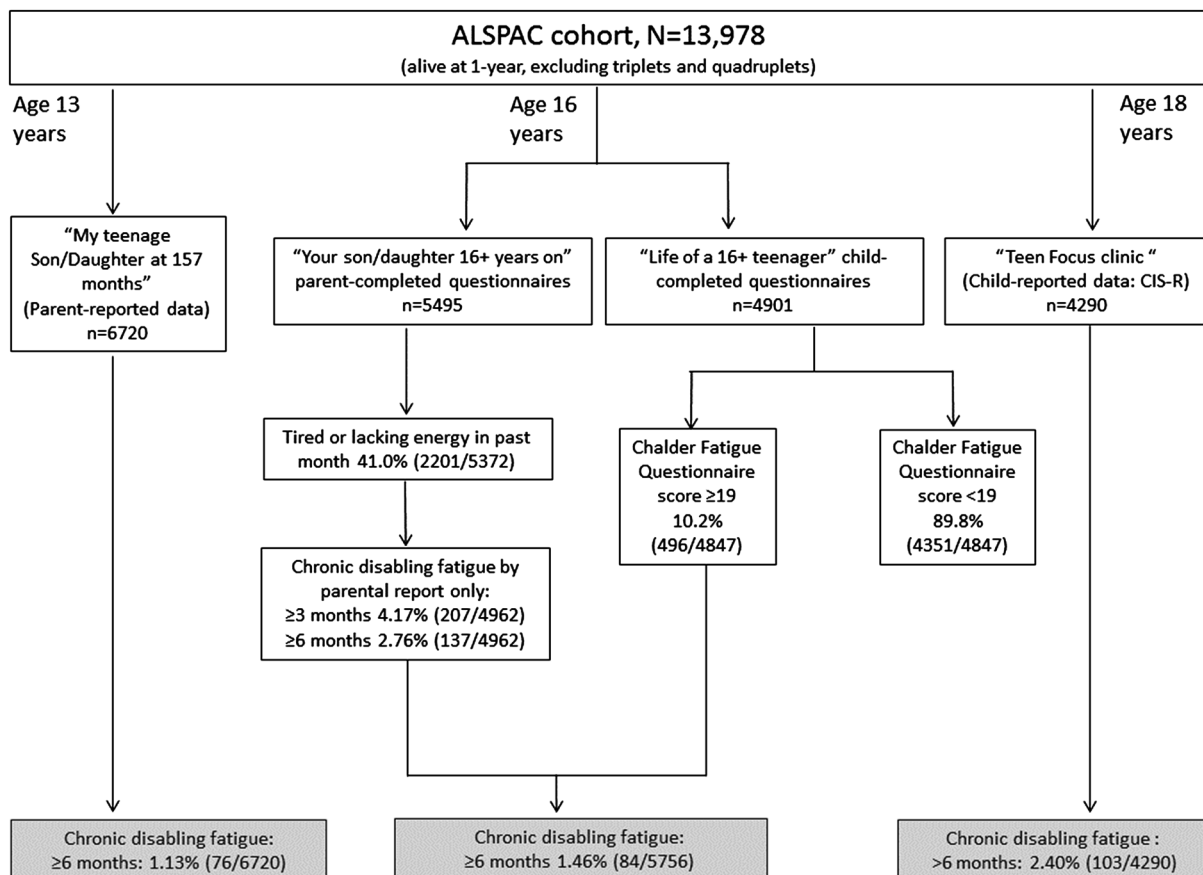 ALSPAC cohort, N=13,978
(alive at 1-year, excluding triplets and quadruplets)
Age 13
years
Age 16
years
Age 18
years
“My teenage
Son/Daughter at 157
months”
(Parent-reported data)
n=6720
“Your son/daughter 16+ years on”
parent-completed questionnaires
n=5495
“Life of a 16+ teenager” child-
completed questionnaires
n=4901
“Teen Focus clinic “
(Child-reported data: CIS-R)
n=4290
Tired or lacking energy in past
month 41.0% (2201/5372)
Chalder Fatigue
Questionnaire
score ≥19
10.2%
(496/4847)
Chalder Fatigue
Questionnaire
score <19
89.8%
(4351/4847)
Chronic disabling fatigue by
parental report only:
≥3 months 4.17% (207/4962)
≥6 months 2.76% (137/4962)
Chronic disabling fatigue:
≥6 months: 1.13% (76/6720)
Chronic disabling fatigue:
≥6 months 1.46% (84/5756)
Chronic disabling fatigue :
>6 months: 2.40% (103/4290)